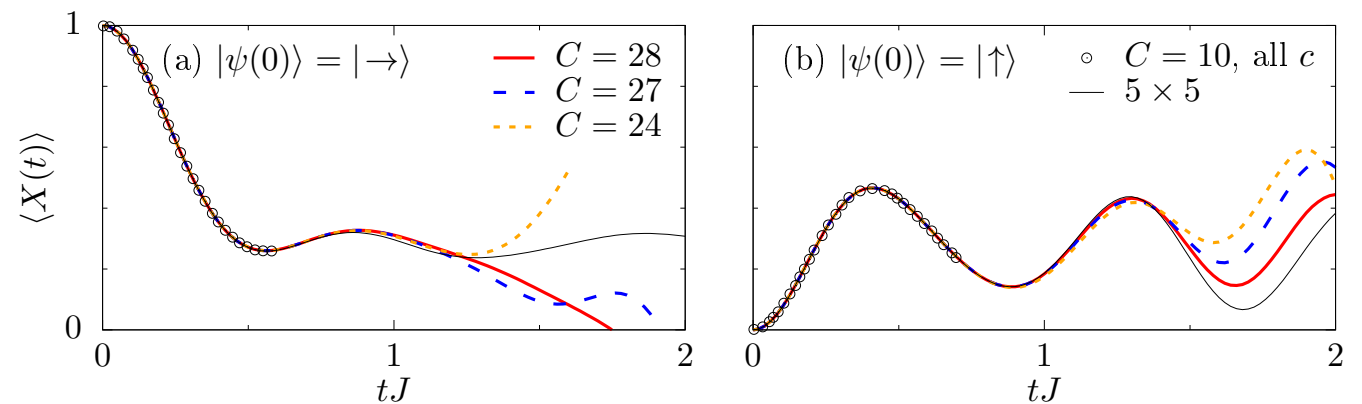 1
(a) |ψ(0)⟩ = |→⟩
C = 28
C = 27
C = 24
⟨X(t)⟩
0
0
1
2
tJ
(b) |ψ(0)⟩ = |↑⟩
C = 10, all c
5 × 5
0
1
2
tJ